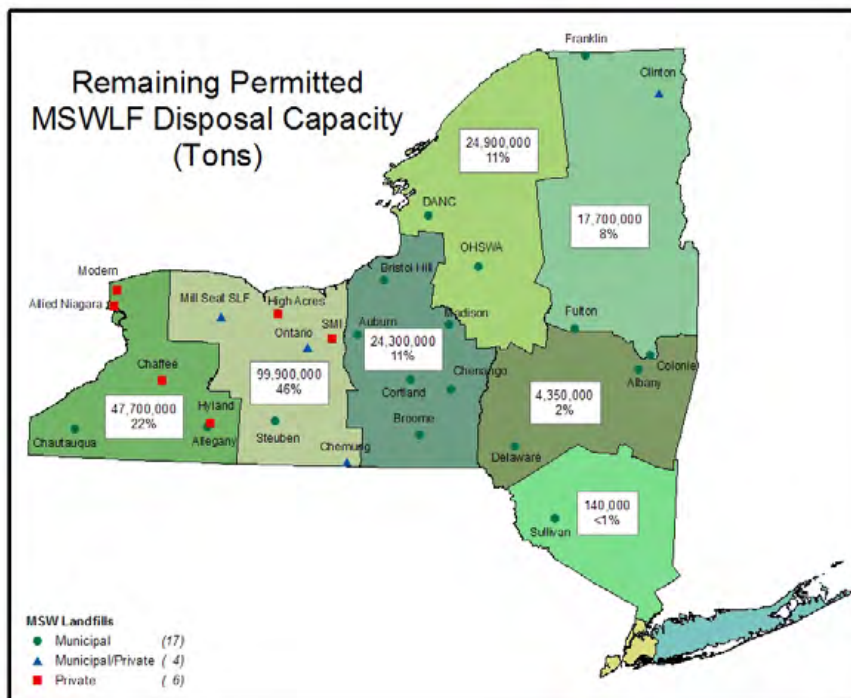 Remaining Permitted
MSWLF Disposal Capacity
(Tons)
Franklin
Clinton
24,900,000
11%
17,700,000
8%
DANC
OHSWA
Modern
Allied Niagara
Mill Seat SLF
High Acres
Bristol Hill
SMI
Ontario
Auburn
Madison
Fulton
Colonie
Albany
Chaffee
99,900,000
46%
24,300,000
11%
4,350,000
2%
Cortland
Chenango
47,700,000
22%
Hyland
Chautauqua
Allegany
Steuben
Broome
Chemung
Delaware
140,000
<1%
Sullivan
MSW Landfills
Municipal (17)
Municipal/Private ( 4)
Private ( 6)